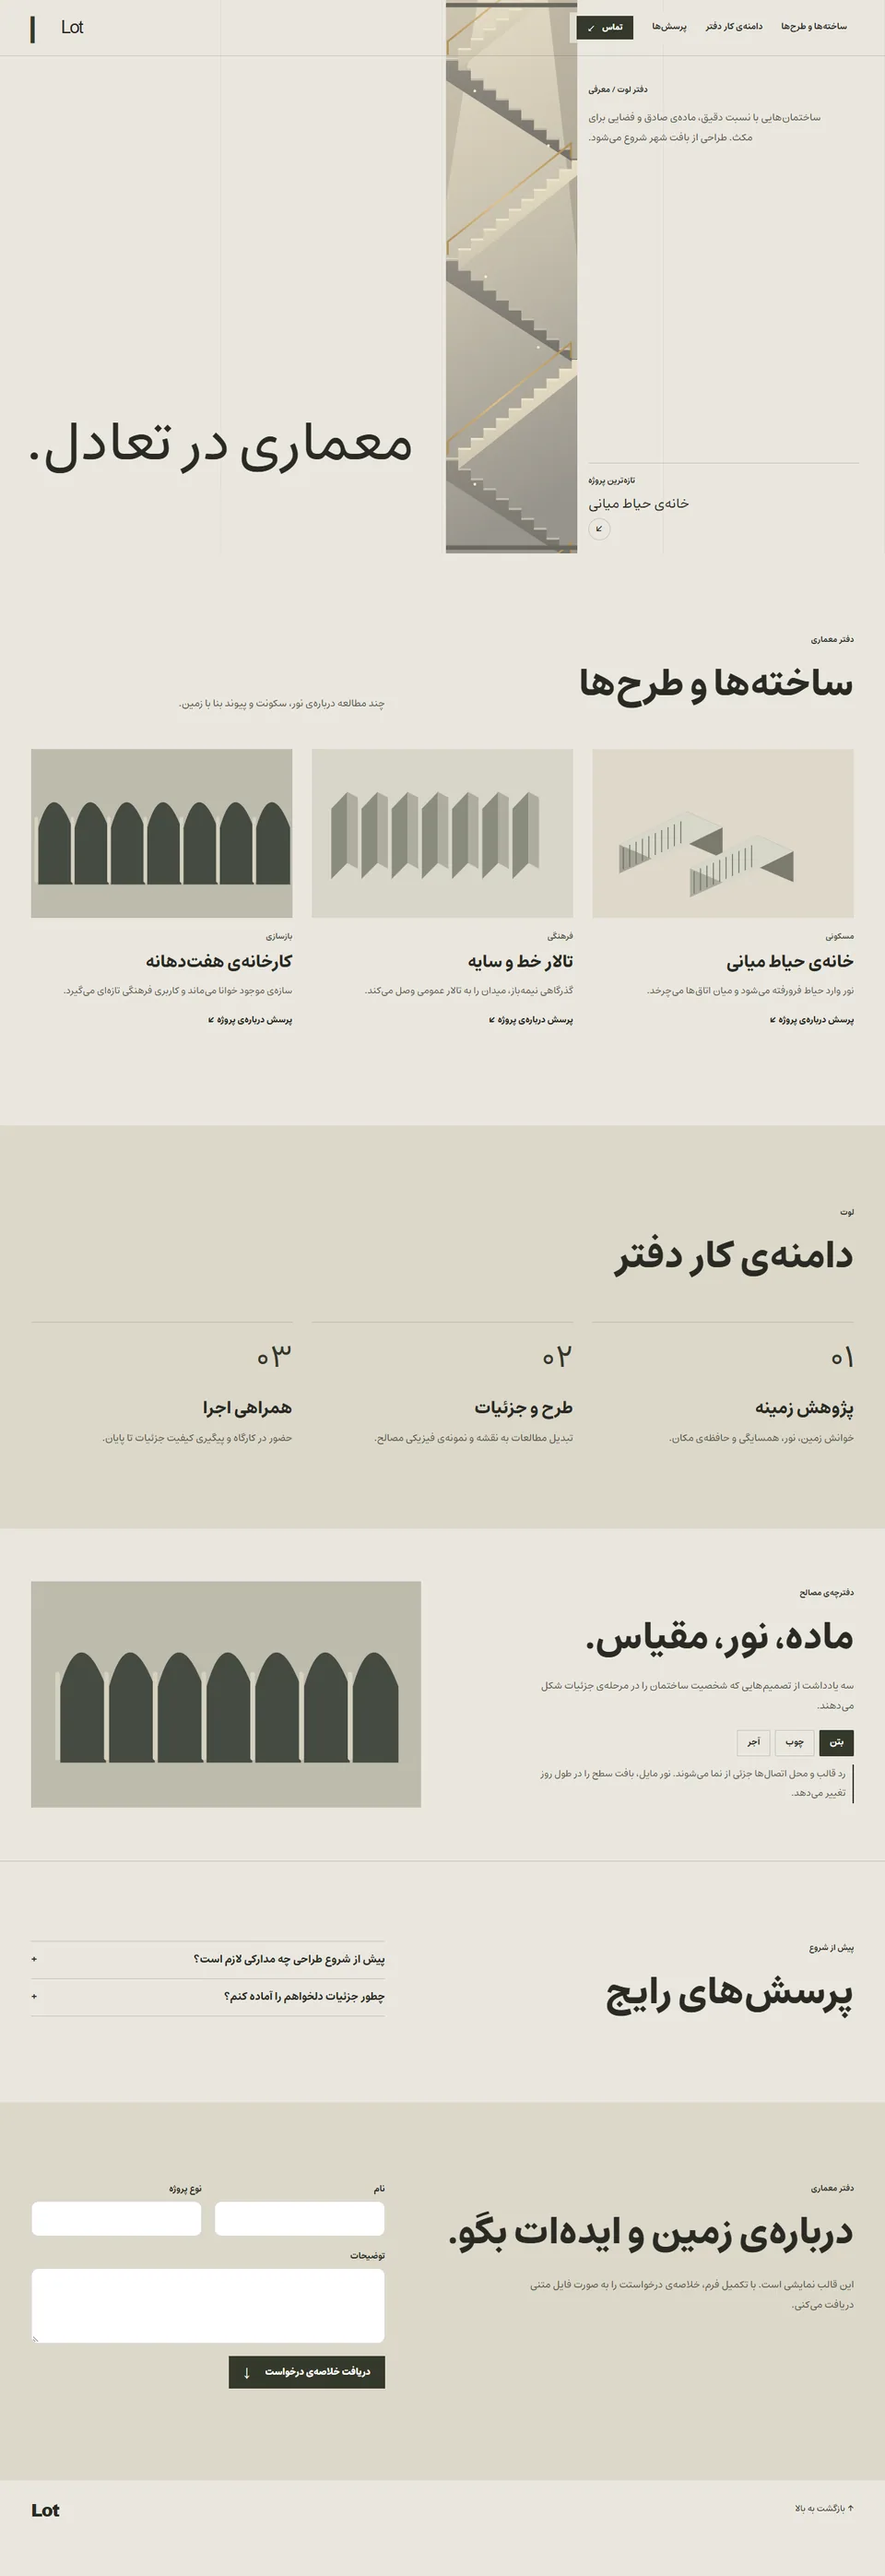 ساخته‌ها و طرح‌ها
دامنه‌ی کار دفتر
پرسش‌ها
تماس ↙
Lot
دفتر لوت / معرفی
ساختمان‌هایی با نسبت دقیق، ماده‌ی صادق و فضایی برای
مکث. طراحی از بافت شهر شروع می‌شود.
معماری در تعادل.
تازه‌ترین پروژه
خانه‌ی حیاط میانی
↙
دفتر معماری
ساخته‌ها و طرح‌ها
چند مطالعه درباره‌ی نور، سکونت و پیوند بنا با زمین.
مسکونی
خانه‌ی حیاط میانی
نور وارد حیاط فرورفته می‌شود و میان اتاق‌ها می‌چرخد.
پرسش درباره‌ی پروژه ↙
فرهنگی
تالار خط و سایه
گذرگاهی نیمه‌باز، میدان را به تالار عمومی وصل می‌کند.
پرسش درباره‌ی پروژه ↙
بازسازی
کارخانه‌ی هفت‌دهانه
سازه‌ی موجود خوانا می‌ماند و کاربری فرهنگی تازه‌ای می‌گیرد.
پرسش درباره‌ی پروژه ↙
لوت
دامنه‌ی کار دفتر
۰۱
پژوهش زمینه
خوانش زمین، نور، همسایگی و حافظه‌ی مکان.
۰۲
طرح و جزئیات
تبدیل مطالعات به نقشه و نمونه‌ی فیزیکی مصالح.
۰۳
همراهی اجرا
حضور در کارگاه و پیگیری کیفیت جزئیات تا پایان.
دفترچه‌ی مصالح
ماده، نور، مقیاس.
سه یادداشت از تصمیم‌هایی که شخصیت ساختمان را در مرحله‌ی جزئیات شکل
می‌دهند.
بتن
چوب
آجر
رد قالب و محل اتصال‌ها جزئی از نما می‌شوند. نور مایل، بافت سطح را در طول روز
تغییر می‌دهد.
پیش از شروع
پرسش‌های رایج
پیش از شروع طراحی چه مدارکی لازم است؟ +
چطور جزئیات دلخواهم را آماده کنم؟ +
دفتر معماری
درباره‌ی زمین و ایده‌ات بگو.
این قالب نمایشی است. با تکمیل فرم، خلاصه‌ی درخواستت را به صورت فایل متنی
دریافت می‌کنی.
نام
نوع پروژه
توضیحات
دریافت خلاصه‌ی درخواست ↓
↑ بازگشت به بالا
Lot